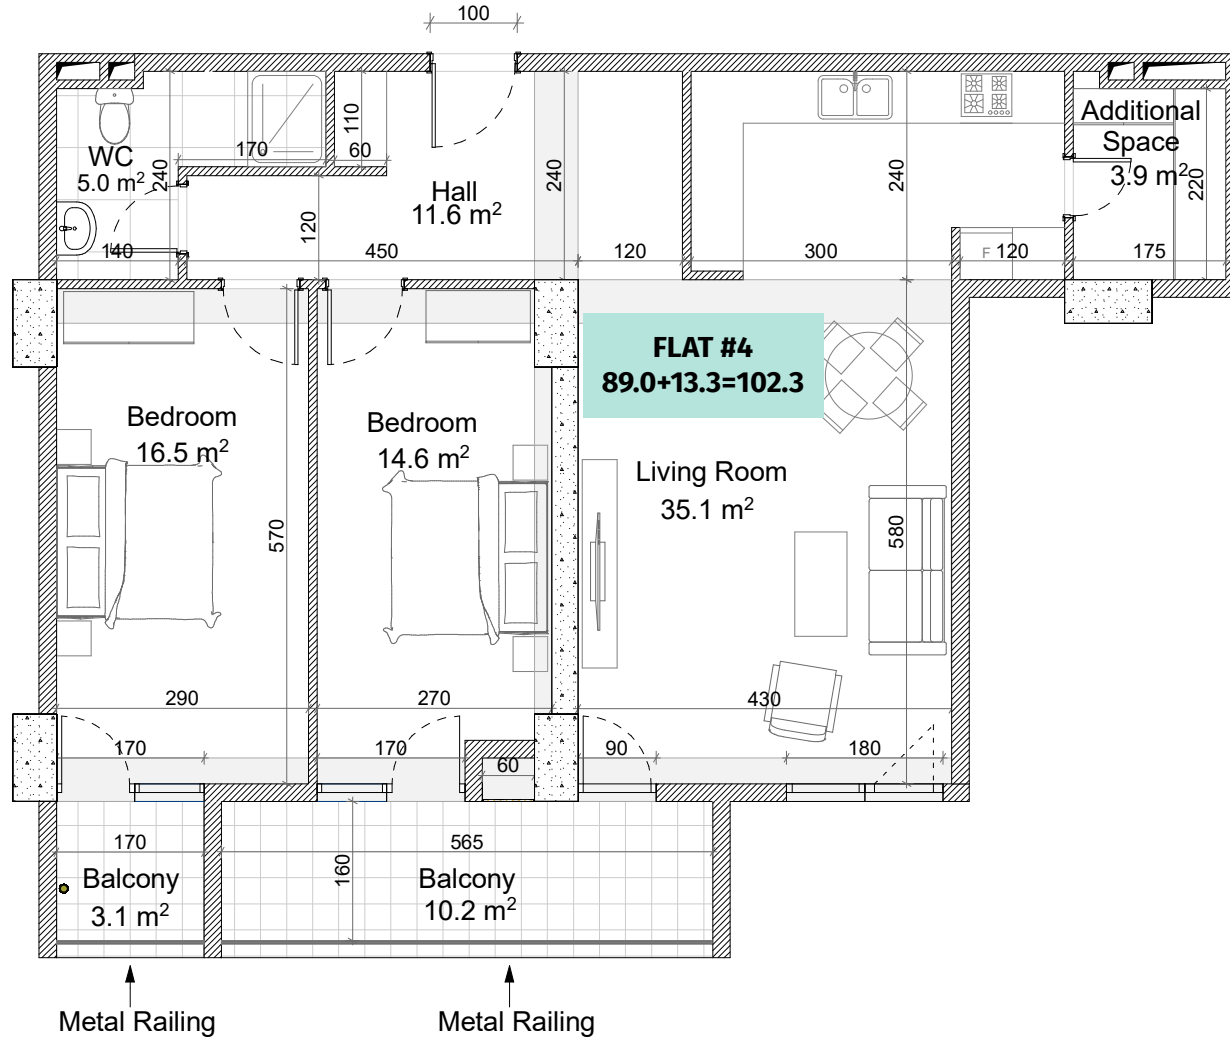 100
Additional
Space
3.9 m²
220
WC
5.0 m²
240
170
110
60
Hall
11.6 m²
240
240
120
140
450
120
300
F
120
175
FLAT #4
89.0+13.3=102.3
Bedroom
16.5 m²
Bedroom
14.6 m²
Living Room
35.1 m²
570
580
290
270
430
170
170
60
90
180
170
565
160
Balcony
3.1 m²
Balcony
10.2 m²
Metal Railing
Metal Railing